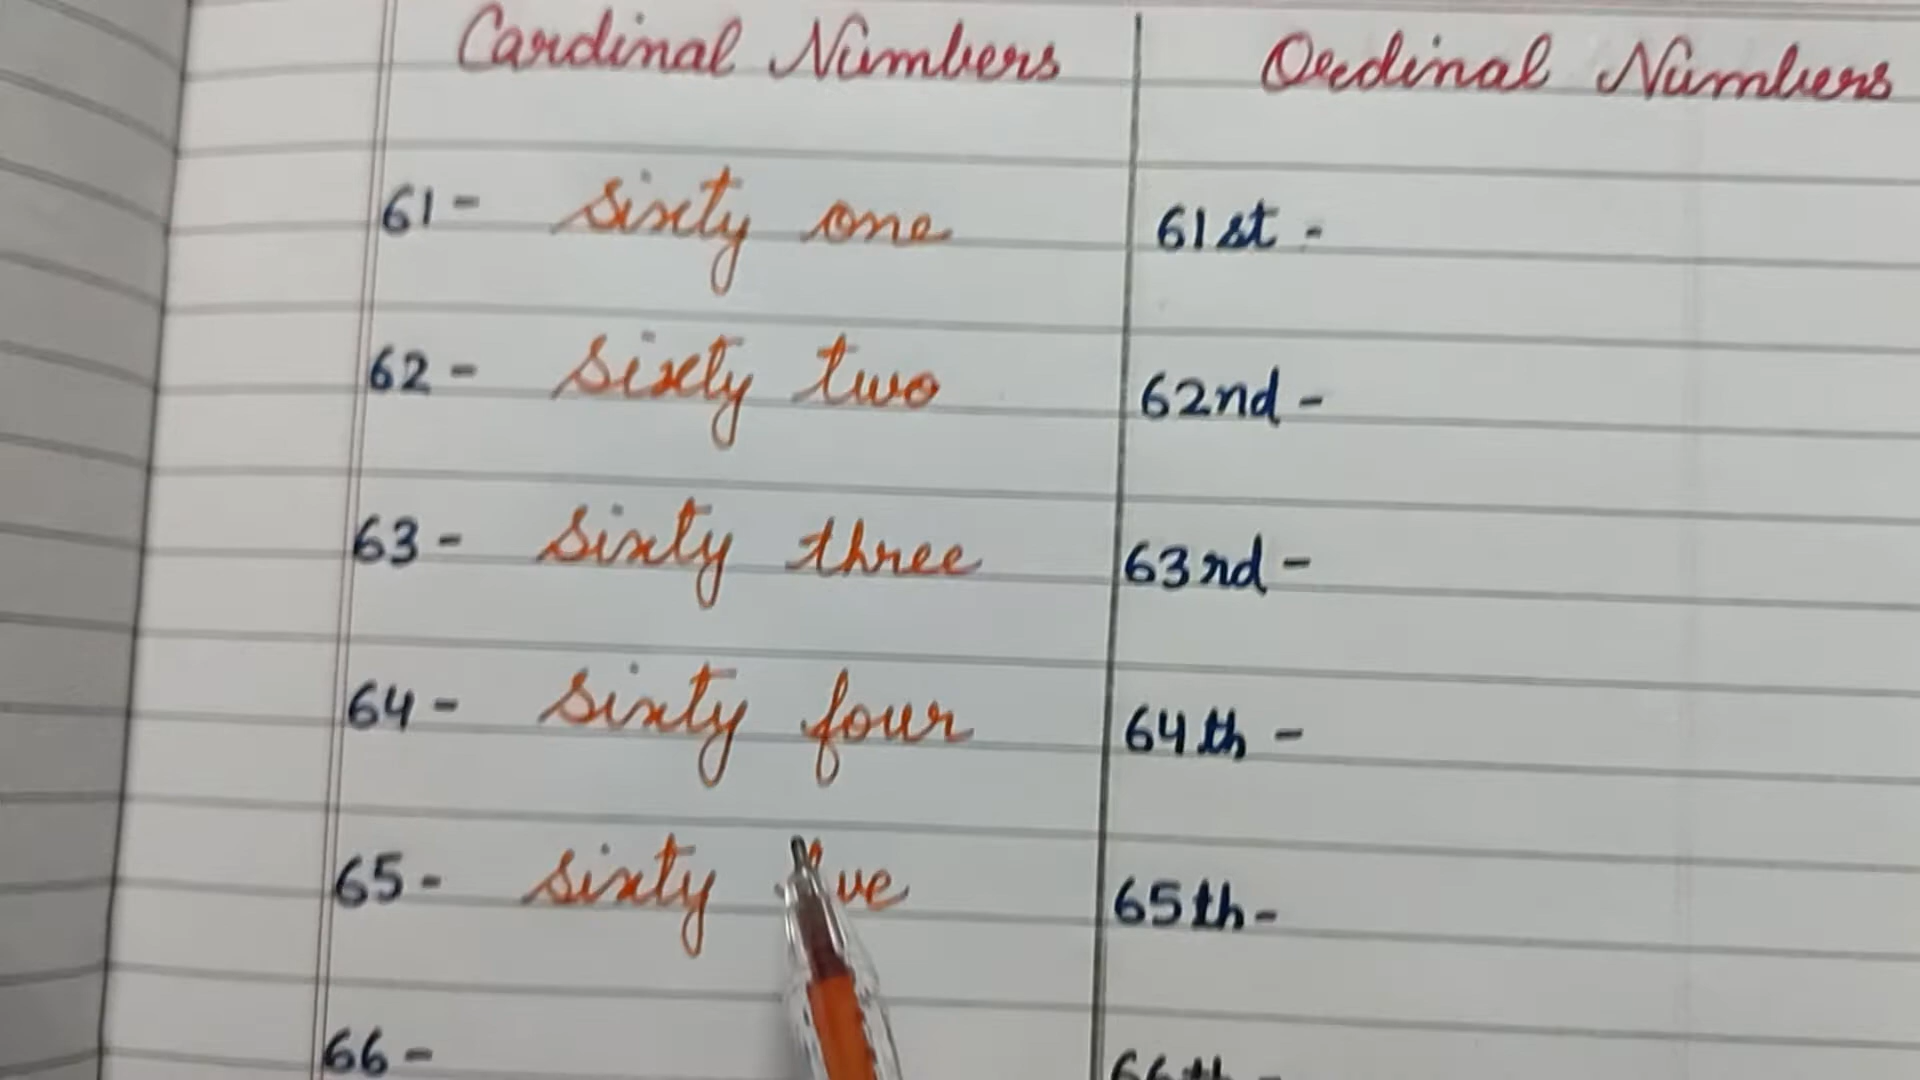 Cardinal Numbers Ordinal Numbers
61 - sixty one 61st -
62 - sixty two 62nd -
63 - sixty three 63rd -
64 - sixty four 64th -
65 - sixty 65th -
66 - 66th -